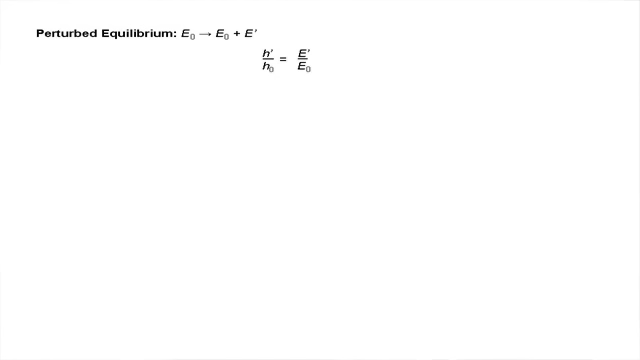 Perturbed Equilibrium: E₀ → E₀ + E'
h'/h₀ = E'/E₀